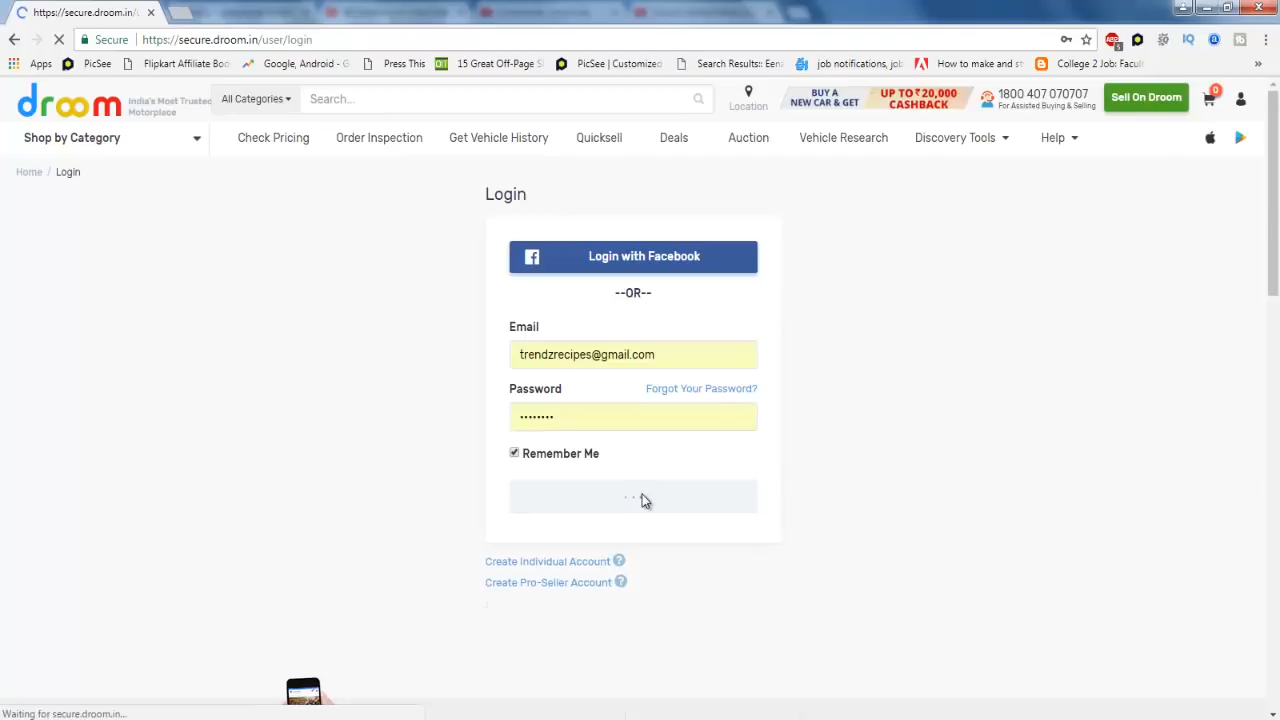 https://secure.droom.in/u
Secure
https://secure.droom.in/user/login
Apps
PicSee
Flipkart Affiliate Boo
Google, Android - G
Press This
15 Great Off-Page S
PicSee | Customized
Search Results: Eena
job notifications, job
How to make and st
College 2 Job: Facul
»
droom
India's Most Trusted
Motorplace
All Categories
Search...
Location
BUY A
NEW CAR & GET
UP TO ₹20,000
CASHBACK
1800 407 070707
For Assisted Buying & Selling
Sell On Droom
0
Shop by Category
Check Pricing
Order Inspection
Get Vehicle History
Quicksell
Deals
Auction
Vehicle Research
Discovery Tools
Help
Home / Login
Login
Login with Facebook
--OR--
Email
trendzrecipes@gmail.com
Password
Forgot Your Password?
••••••••
Remember Me
Create Individual Account ?
Create Pro-Seller Account ?
Waiting for secure.droom.in...